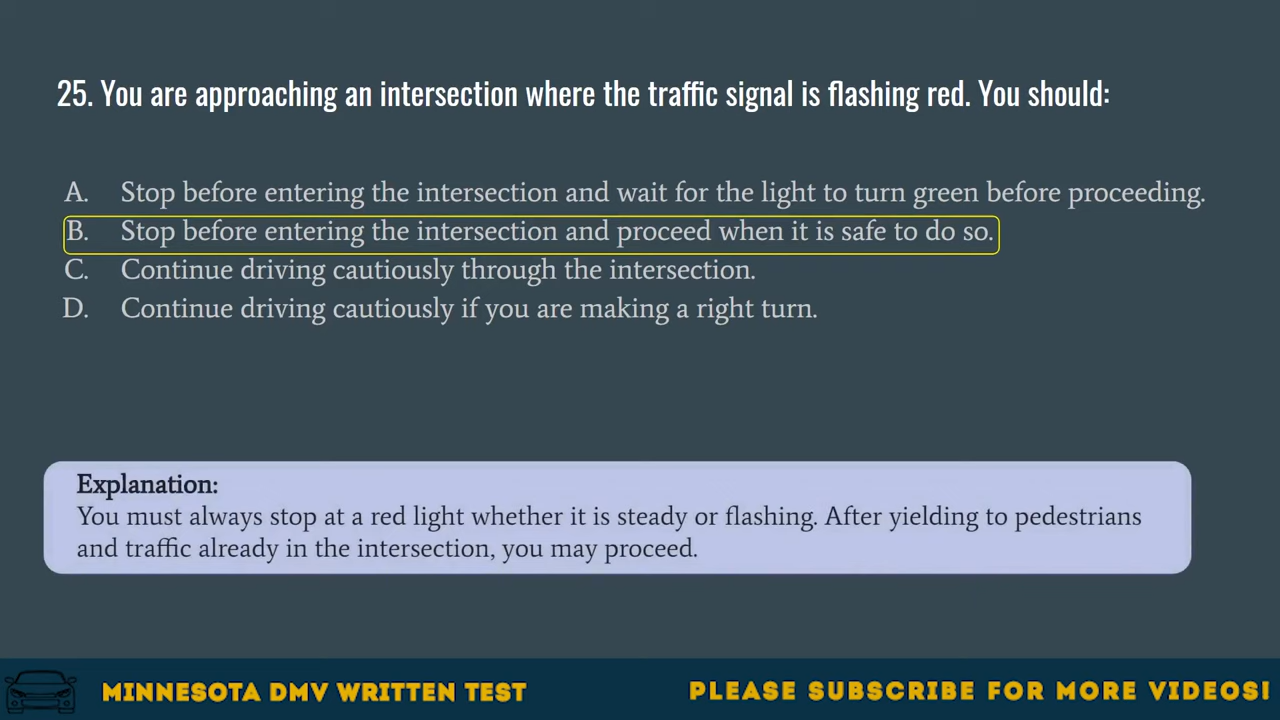 25. You are approaching an intersection where the traffic signal is flashing red. You should:
A. Stop before entering the intersection and wait for the light to turn green before proceeding.
B. Stop before entering the intersection and proceed when it is safe to do so.
C. Continue driving cautiously through the intersection.
D. Continue driving cautiously if you are making a right turn.
Explanation:
You must always stop at a red light whether it is steady or flashing. After yielding to pedestrians
and traffic already in the intersection, you may proceed.
MINNESOTA DMV WRITTEN TEST
PLEASE SUBSCRIBE FOR MORE VIDEOS!